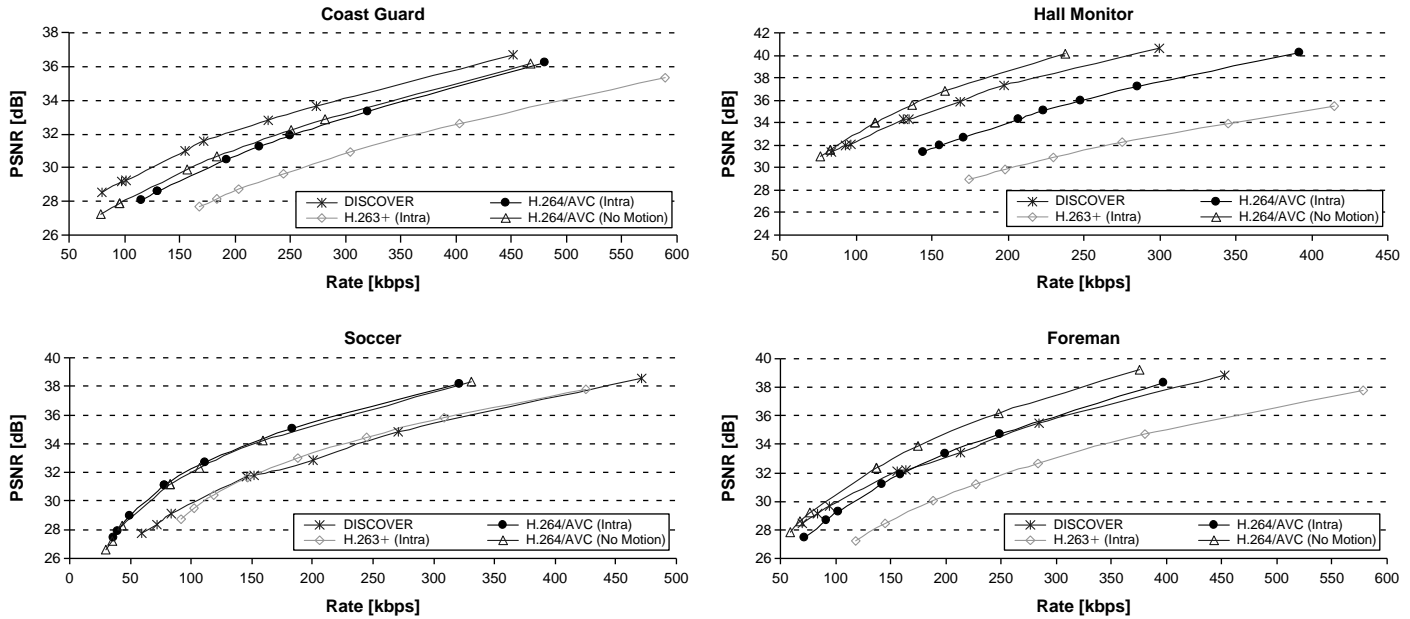 Coast Guard
PSNR [dB]
38
36
34
32
30
28
26
50 100 150 200 250 300 350 400 450 500 550 600
Rate [kbps]
DISCOVER H.264/AVC (Intra)
H.263+ (Intra) H.264/AVC (No Motion)
Hall Monitor
PSNR [dB]
42
40
38
36
34
32
30
28
26
24
50 100 150 200 250 300 350 400 450
Rate [kbps]
DISCOVER H.264/AVC (Intra)
H.263+ (Intra) H.264/AVC (No Motion)
Soccer
PSNR [dB]
40
38
36
34
32
30
28
26
0 50 100 150 200 250 300 350 400 450 500
Rate [kbps]
DISCOVER H.264/AVC (Intra)
H.263+ (Intra) H.264/AVC (No Motion)
Foreman
PSNR [dB]
40
38
36
34
32
30
28
26
50 100 150 200 250 300 350 400 450 500 550 600
Rate [kbps]
DISCOVER H.264/AVC (Intra)
H.263+ (Intra) H.264/AVC (No Motion)